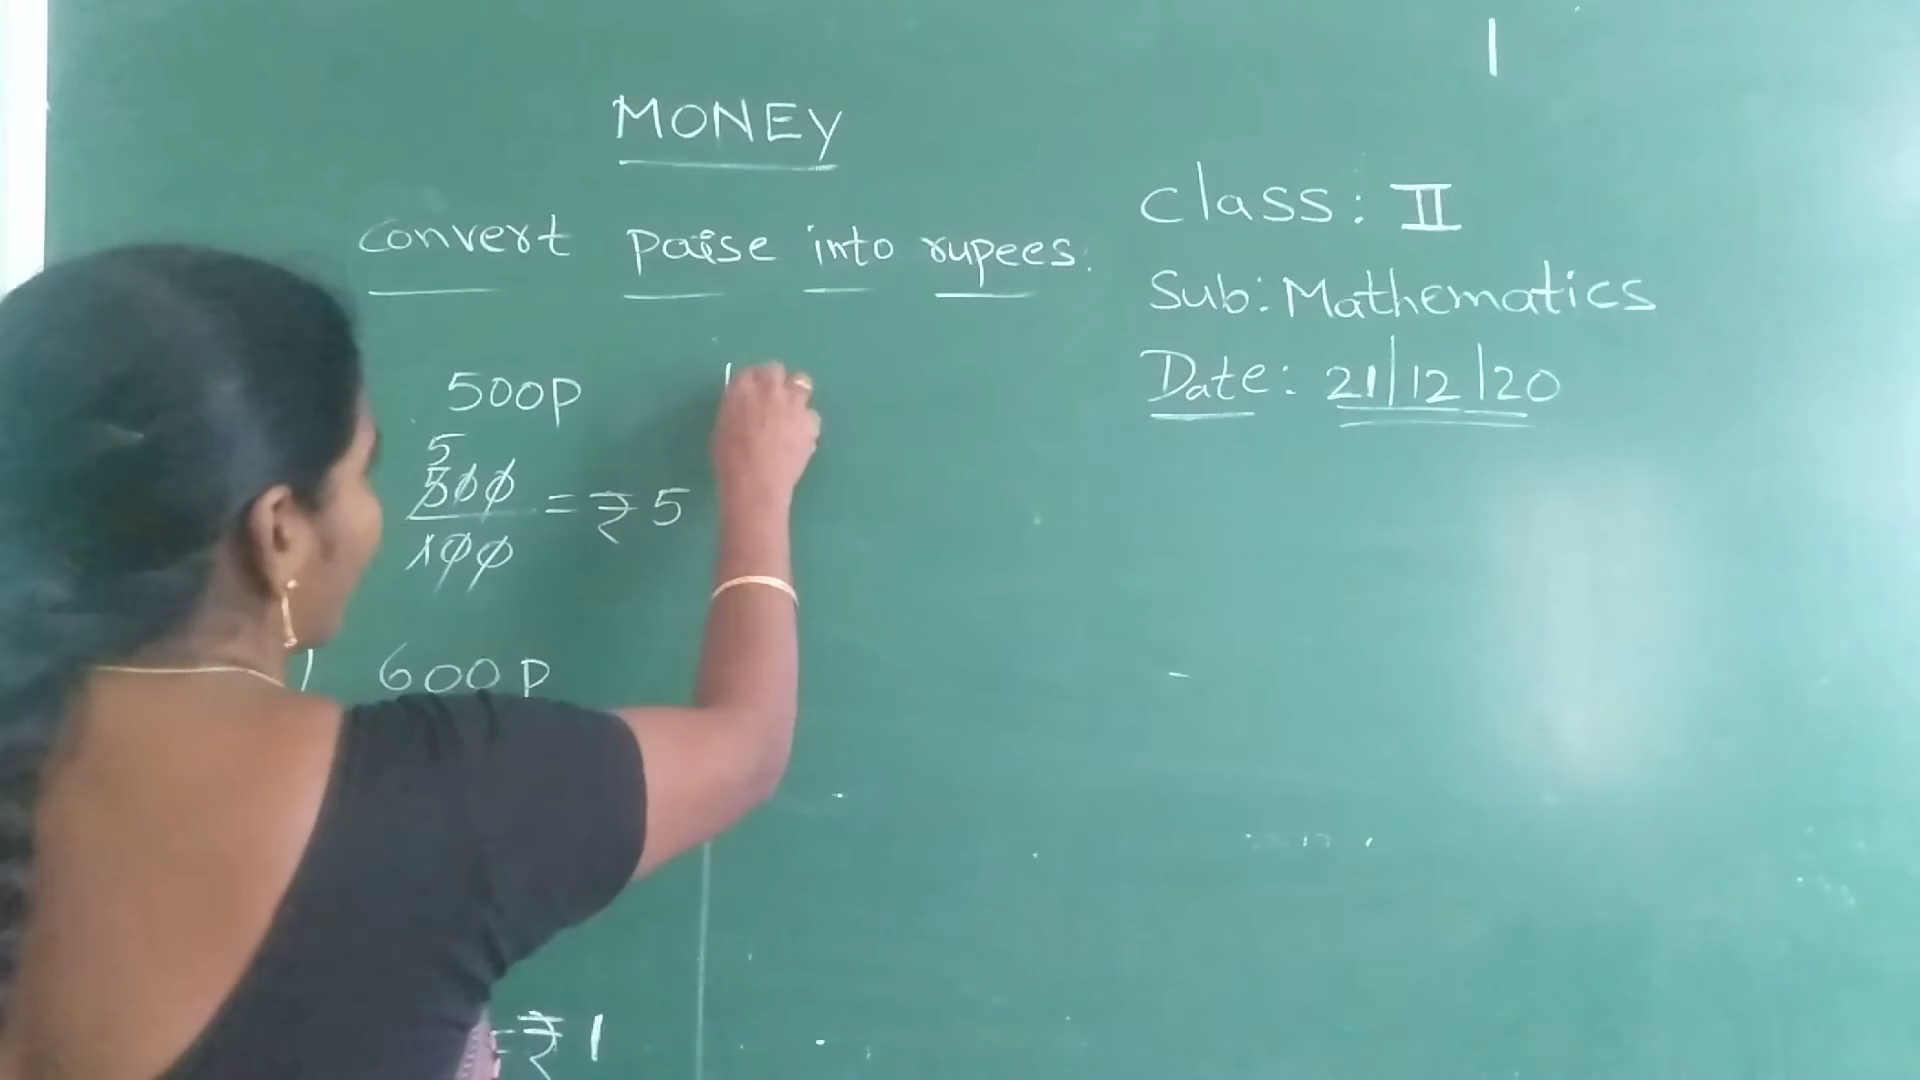 MONEY
Convert paise into rupees.
Class: II
Sub: Mathematics
Date: 21/12/20
500p
5
500
100
= ₹ 5
) 600 p
= ₹ 1